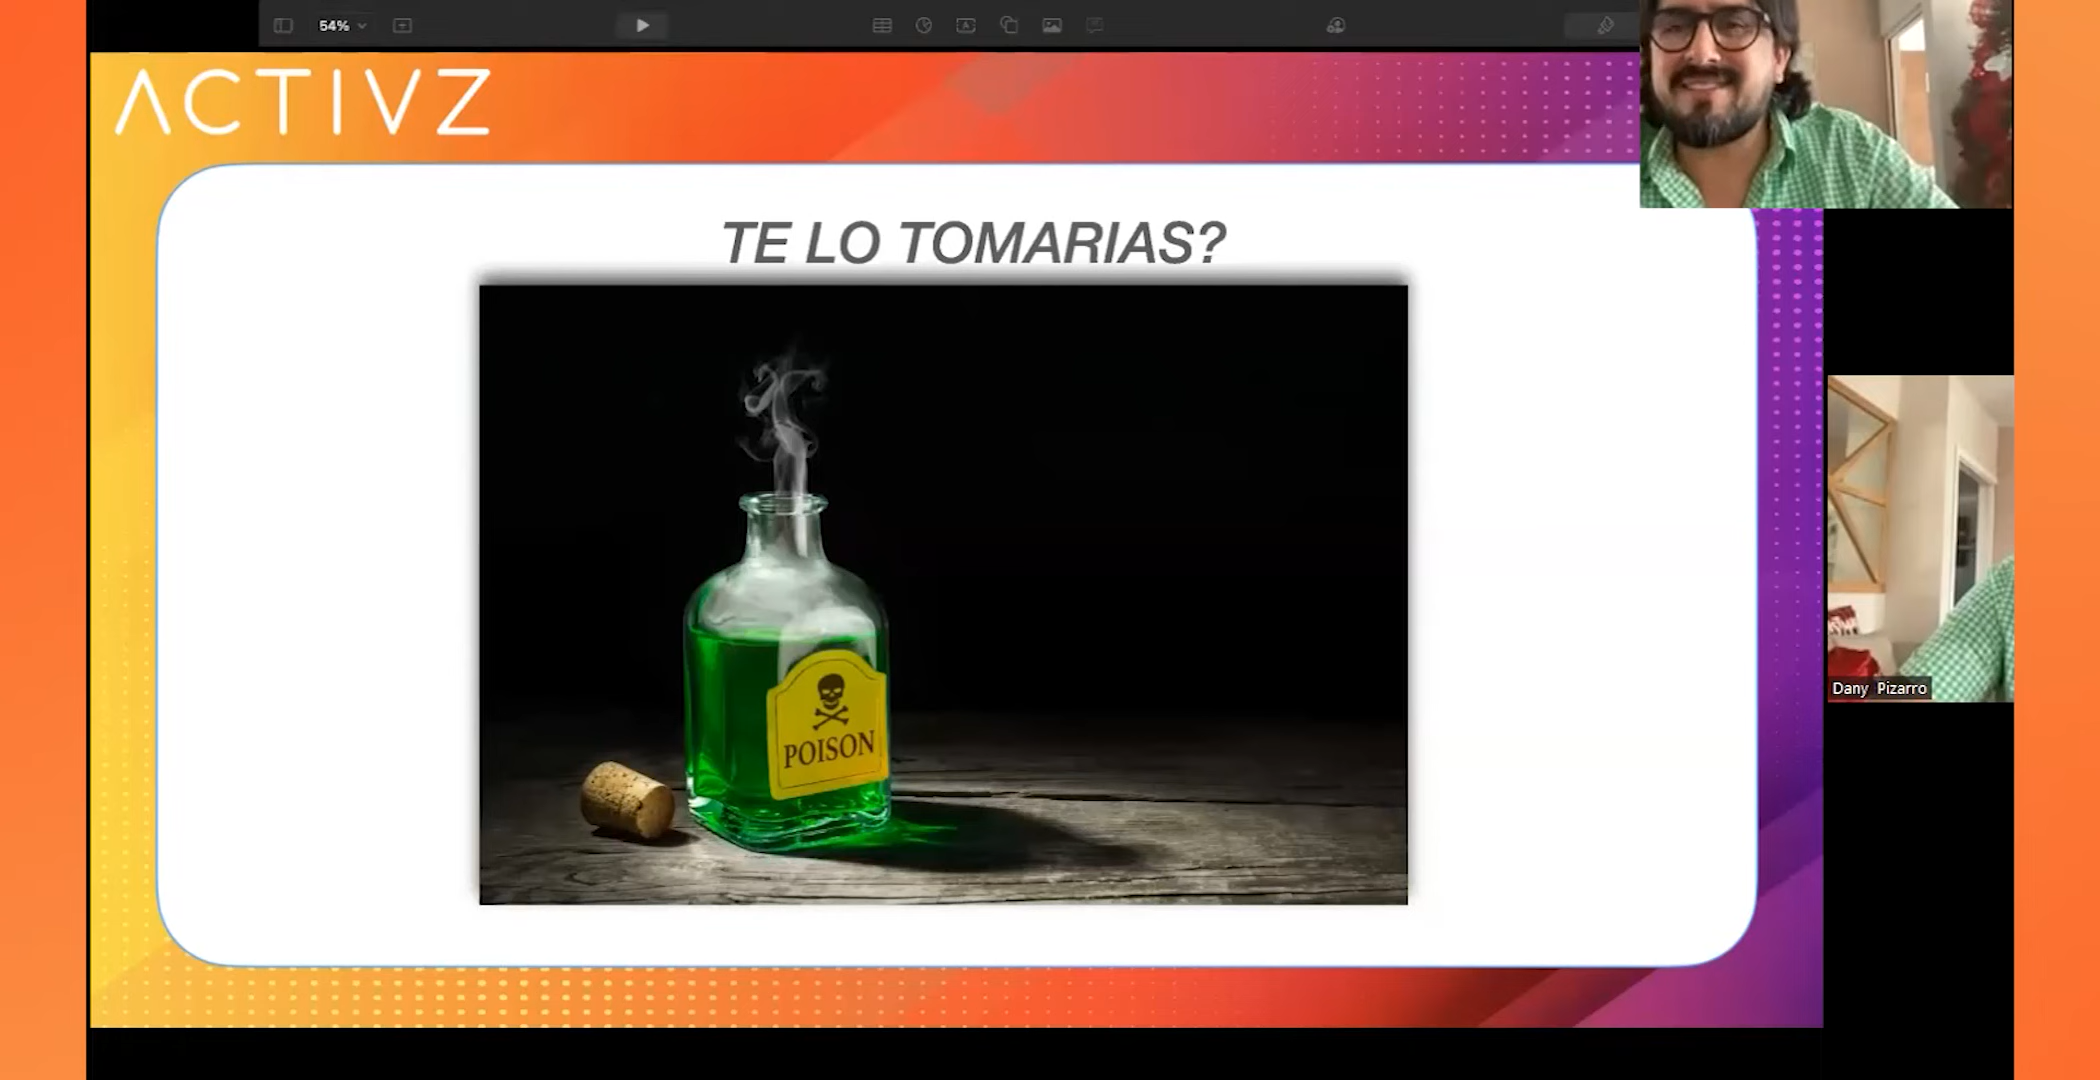 54%
ACTIVZ
TE LO TOMARIAS?
POISON
Dany Pizarro